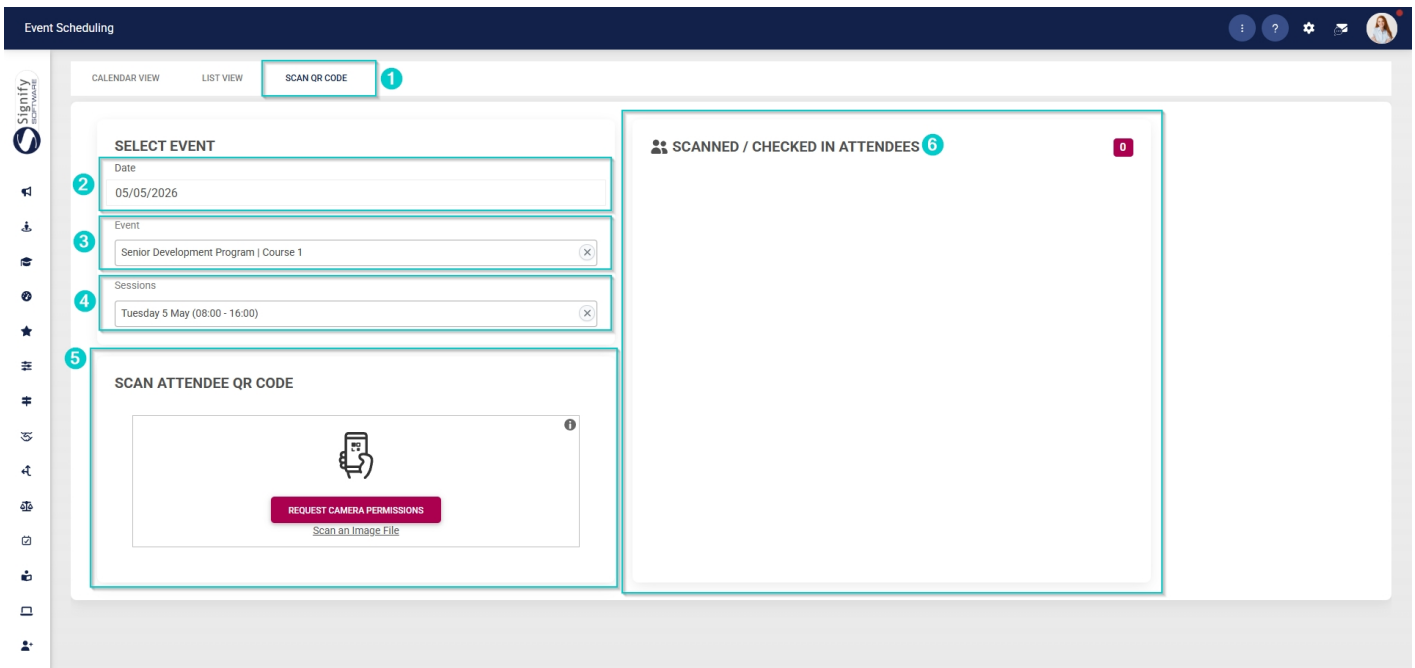 Event Scheduling
?
Signify
SOFTWARE
CALENDAR VIEW
LIST VIEW
SCAN QR CODE
1
SELECT EVENT
2
Date
05/05/2026
3
Event
Senior Development Program | Course 1
4
Sessions
Tuesday 5 May (08:00 - 16:00)
5
SCAN ATTENDEE QR CODE
REQUEST CAMERA PERMISSIONS
Scan an Image File
SCANNED / CHECKED IN ATTENDEES
6
0